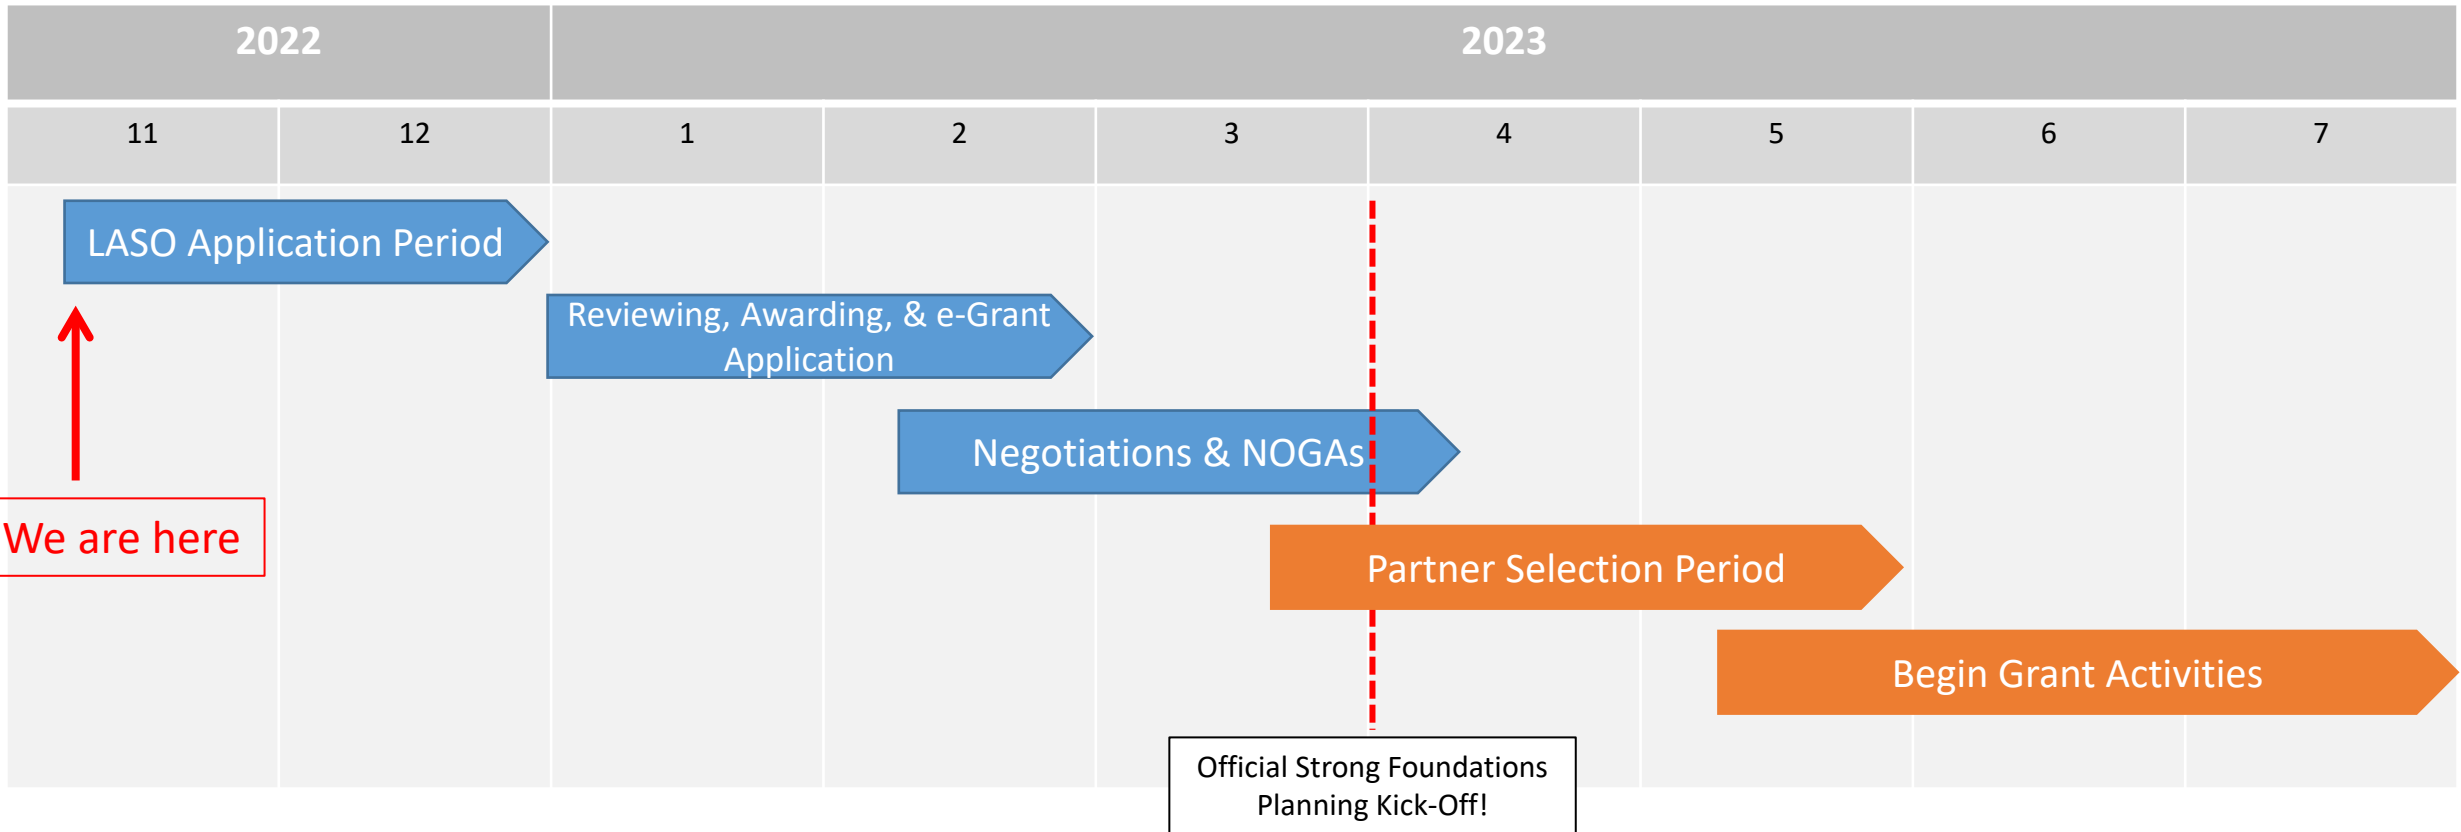 2022
2023
11
12
1
2
3
4
5
6
7
LASO Application Period
Reviewing, Awarding, & e-Grant
Application
Negotiations & NOGAs
We are here
Partner Selection Period
Begin Grant Activities
Official Strong Foundations
Planning Kick-Off!